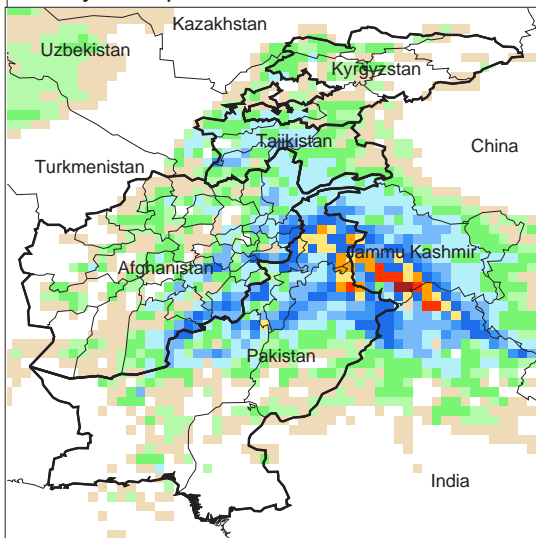 Kazakhstan
Uzbekistan
Kyrgyzstan
Tajikistan
China
Turkmenistan
Jammu Kashmir
Afghanistan
Pakistan
India